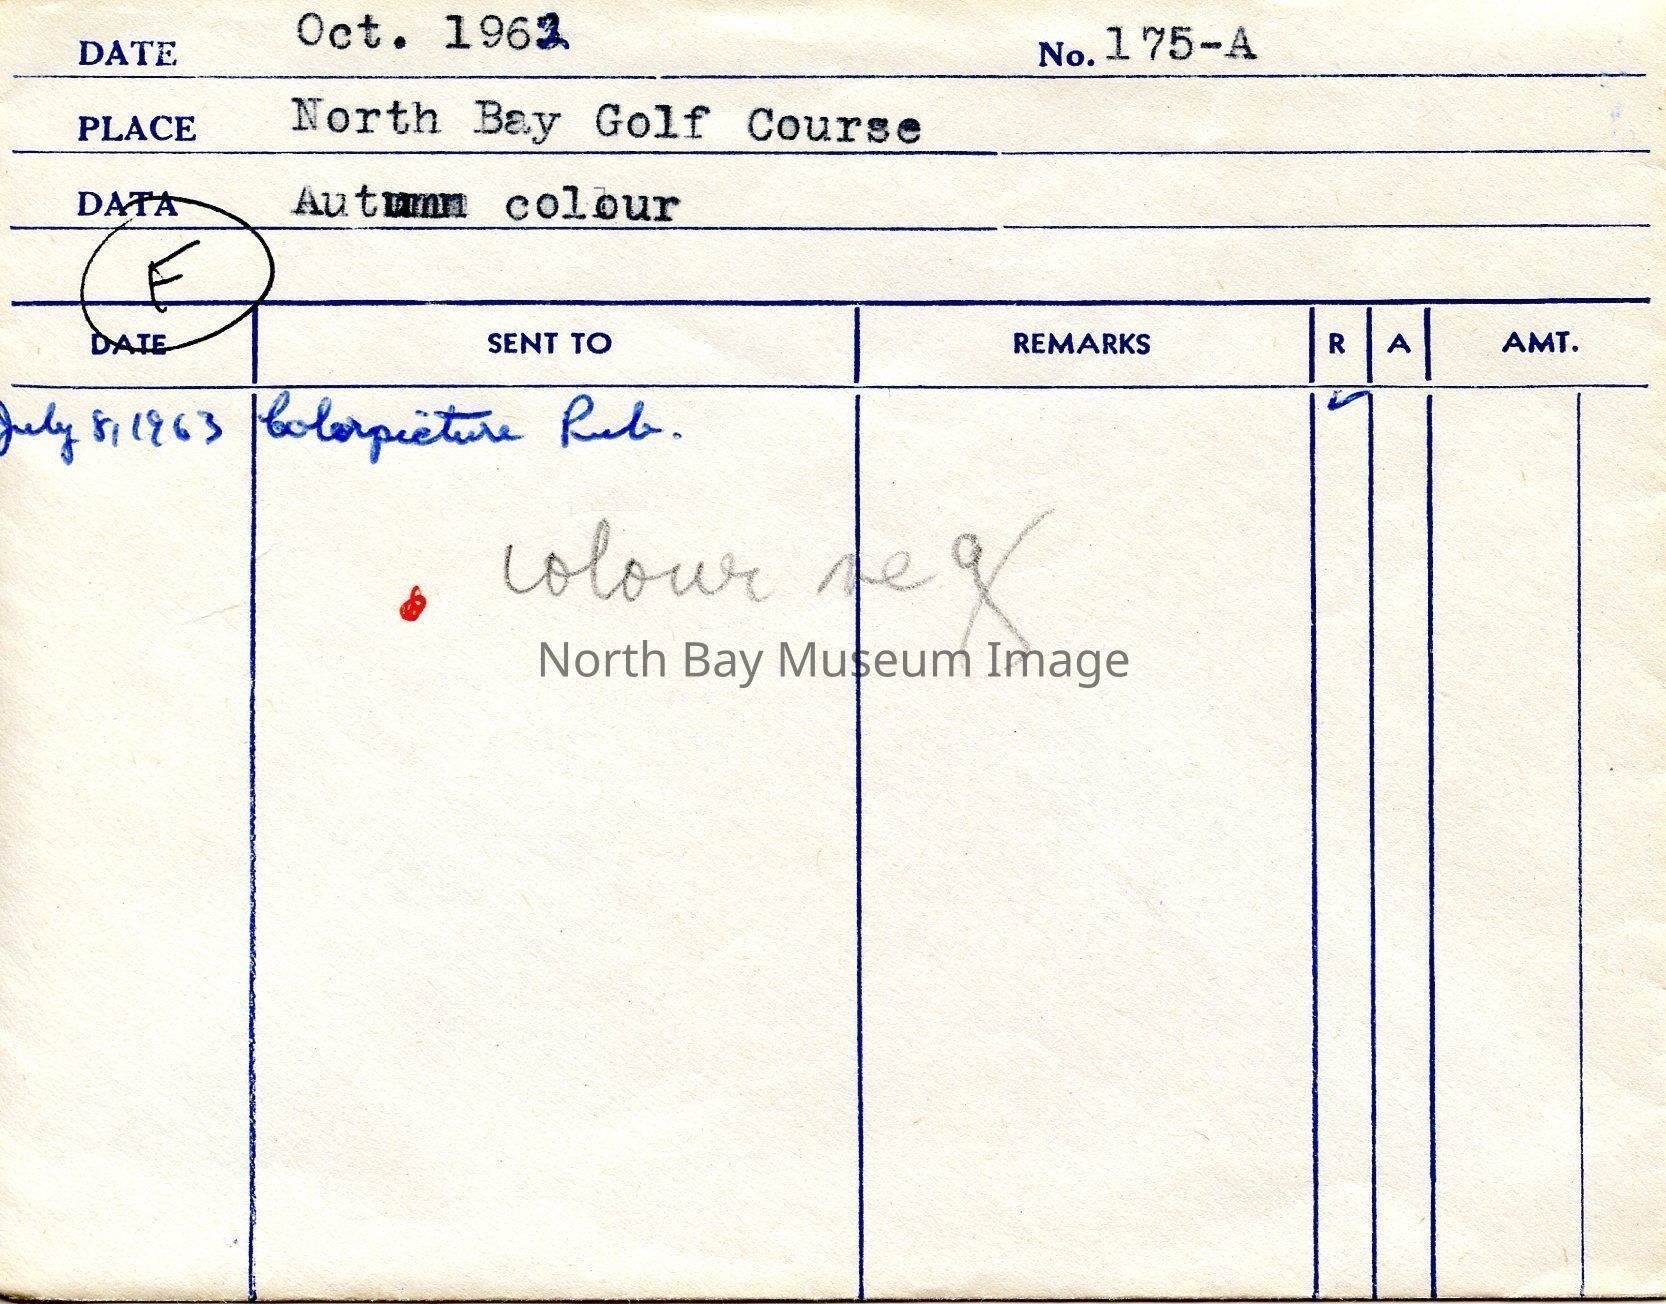 DATE Oct. 1962 No. 175-A
PLACE North Bay Golf Course
DATA Autumn colour
F
DATE SENT TO REMARKS R A AMT.
July 8, 1963 Colorpicture Pub. ✓
colour neg
North Bay Museum Image